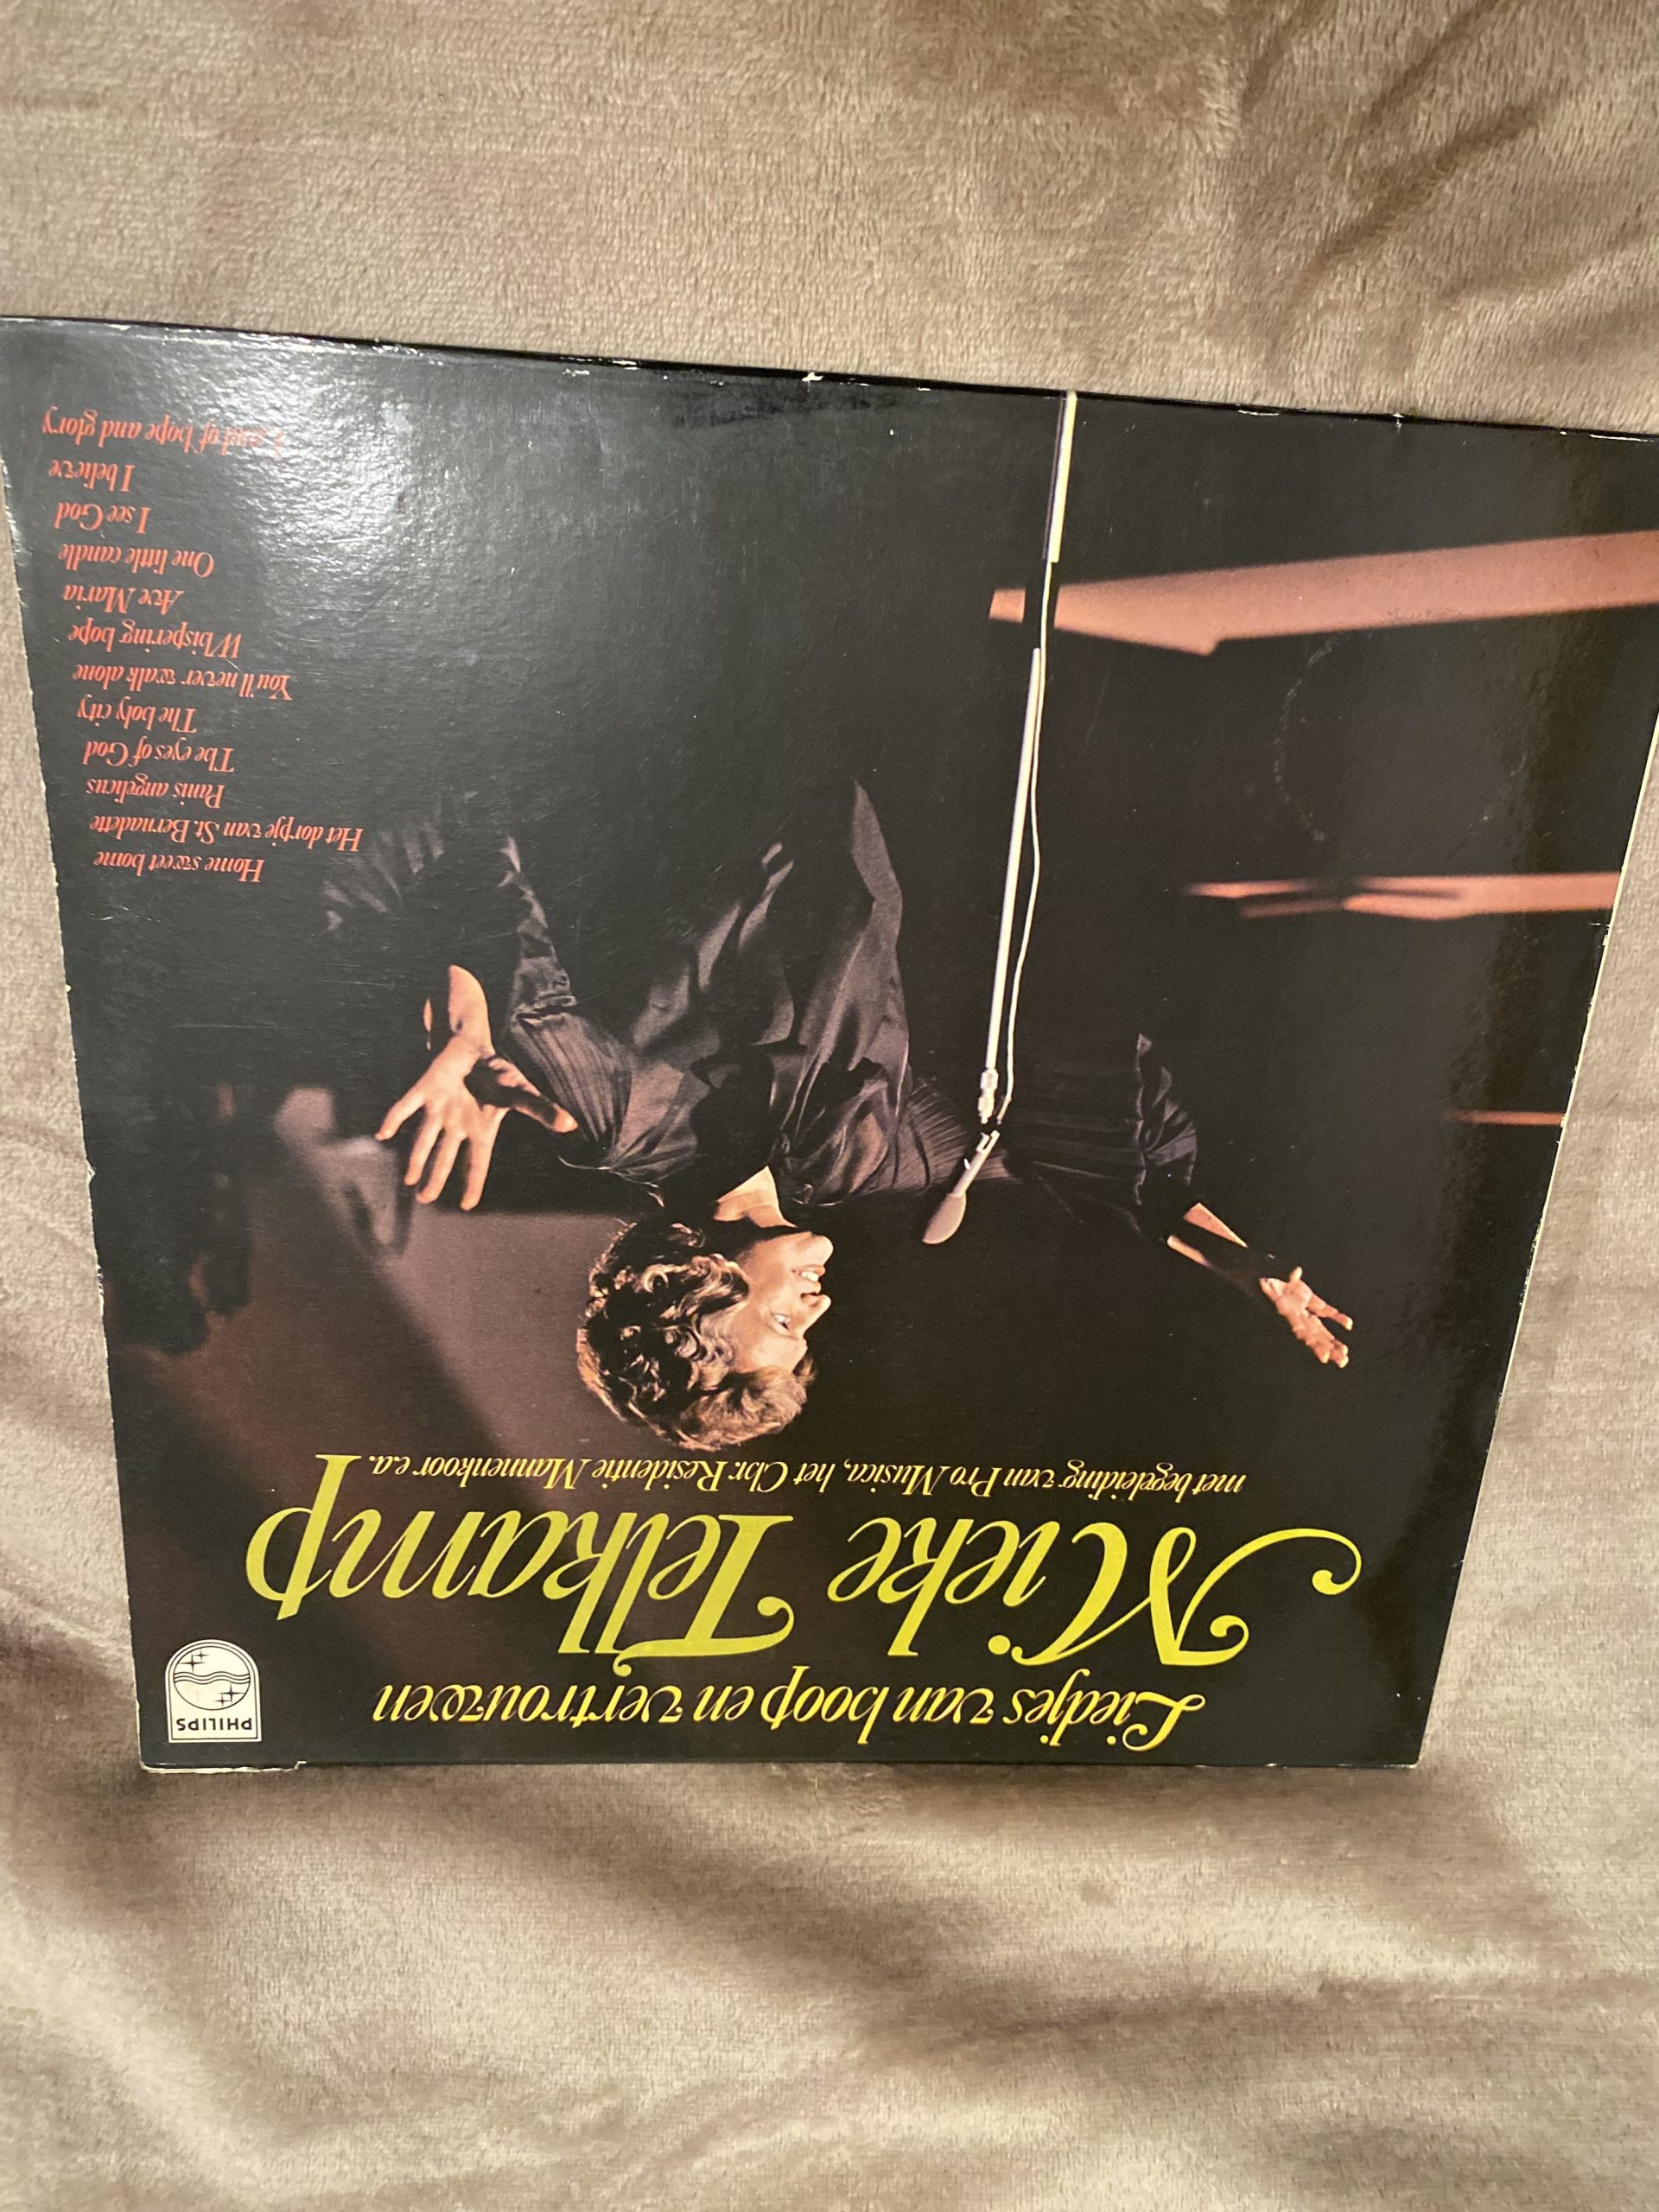 Liedjes van hoop en vertrouwen
PHILIPS
Mieke Telkamp
met begeleiding van Pro Musica, het Chr. Residentie Mannenkoor e.a.
Home sweet home
Het dorpje van St. Bernadette
Panis angelicus
The eyes of God
The holy city
You'll never walk alone
Whispering hope
Ave Maria
One little candle
I see God
I believe
Land of hope and glory